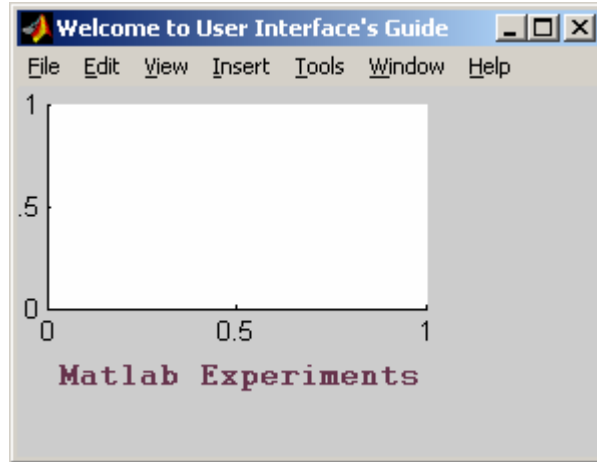 Welcome to User Interface's Guide
File Edit View Insert Tools Window Help
1
.5
0
0 0.5 1
Matlab Experiments